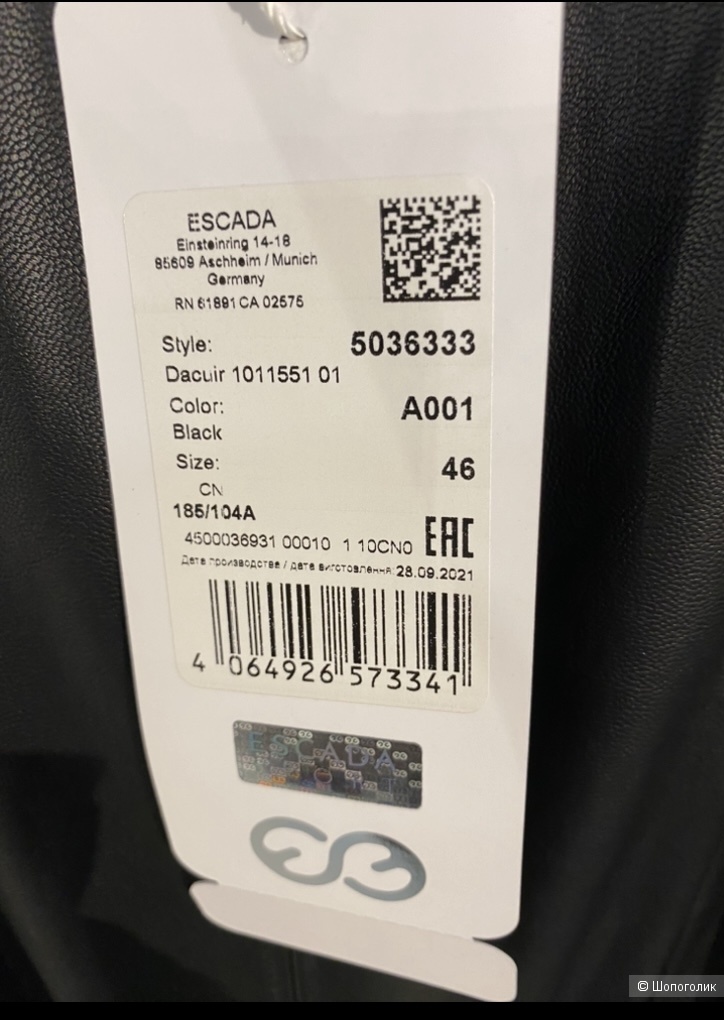 ESCADA
Einsteinring 14-18
85609 Aschheim / Munich
Germany
RN 61891 CA 02575
Style: 5036333
Dacuir 1011551 01
Color: A001
Black
Size: 46
CN
185/104A
4500036931 00010 1 10CN0 EAC
Дата производства / дата виготовлення: 28.09.2021
4 064926 573341
ESCADA
© Шопоголик